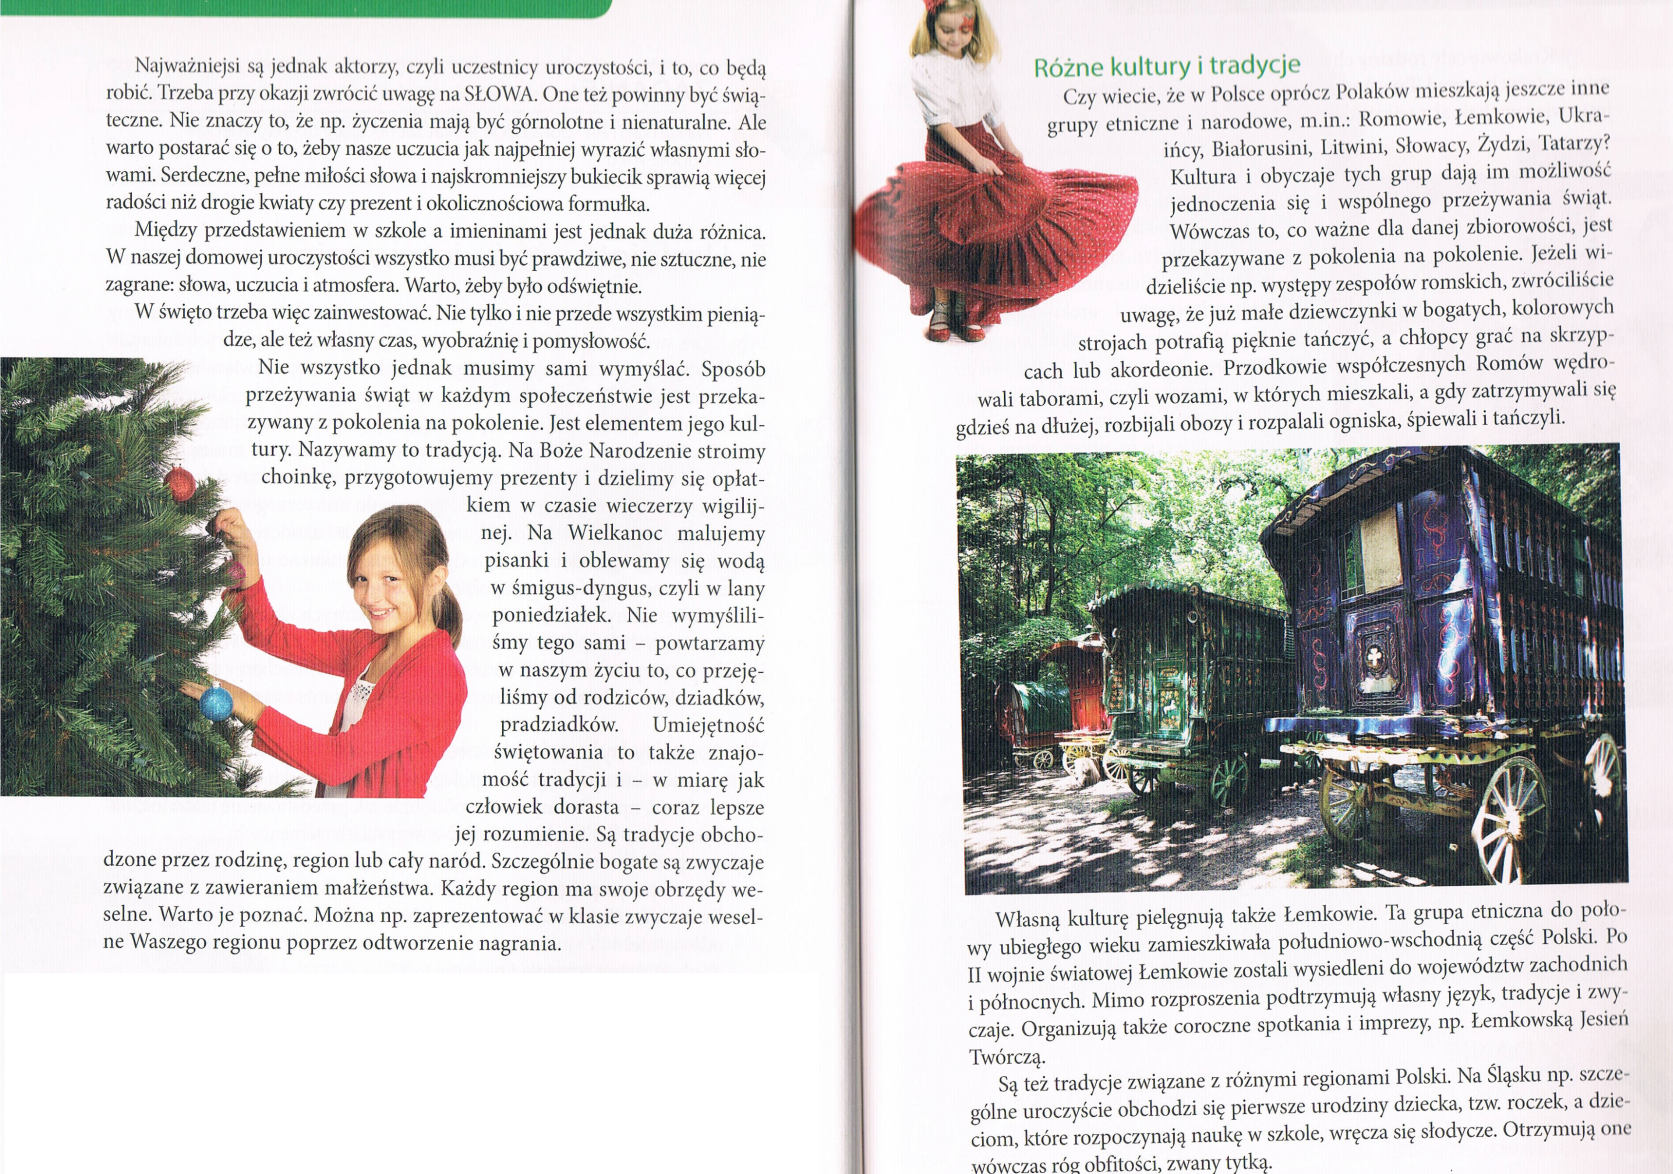 Najważniejsi są jednak aktorzy, czyli uczestnicy uroczystości, i to, co będą
robić. Trzeba przy okazji zwrócić uwagę na SŁOWA. One też powinny być świą-
teczne. Nie znaczy to, że np. życzenia mają być górnolotne i nienaturalne. Ale
warto postarać się o to, żeby nasze uczucia jak najpełniej wyrazić własnymi sło-
wami. Serdeczne, pełne miłości słowa i najskromniejszy bukiecik sprawią więcej
radości niż drogie kwiaty czy prezent i okolicznościowa formułka.
Między przedstawieniem w szkole a imieninami jest jednak duża różnica.
W naszej domowej uroczystości wszystko musi być prawdziwe, nie sztuczne, nie
zagrane: słowa, uczucia i atmosfera. Warto, żeby było odświętnie.
W święto trzeba więc zainwestować. Nie tylko i nie przede wszystkim pienią-
dze, ale też własny czas, wyobraźnię i pomysłowość.
Nie wszystko jednak musimy sami wymyślać. Sposób
przeżywania świąt w każdym społeczeństwie jest przeka-
zywany z pokolenia na pokolenie. Jest elementem jego kul-
tury. Nazywamy to tradycją. Na Boże Narodzenie stroimy
choinkę, przygotowujemy prezenty i dzielimy się opłat-
kiem w czasie wieczerzy wigilij-
nej. Na Wielkanoc malujemy
pisanki i oblewamy się wodą
w śmigus-dyngus, czyli w lany
poniedziałek. Nie wymyślili-
śmy tego sami – powtarzamy
w naszym życiu to, co przeję-
liśmy od rodziców, dziadków,
pradziadków. Umiejętność
świętowania to także znajo-
mość tradycji i – w miarę jak
człowiek dorasta – coraz lepsze
jej rozumienie. Są tradycje obcho-
dzone przez rodzinę, region lub cały naród. Szczególnie bogate są zwyczaje
związane z zawieraniem małżeństwa. Każdy region ma swoje obrzędy we-
selne. Warto je poznać. Można np. zaprezentować w klasie zwyczaje wesel-
ne Waszego regionu poprzez odtworzenie nagrania.
Różne kultury i tradycje
Czy wiecie, że w Polsce oprócz Polaków mieszkają jeszcze inne
grupy etniczne i narodowe, m.in.: Romowie, Łemkowie, Ukra-
ińcy, Białorusini, Litwini, Słowacy, Żydzi, Tatarzy?
Kultura i obyczaje tych grup dają im możliwość
jednoczenia się i wspólnego przeżywania świąt.
Wówczas to, co ważne dla danej zbiorowości, jest
przekazywane z pokolenia na pokolenie. Jeżeli wi-
dzieliście np. występy zespołów romskich, zwróciliście
uwagę, że już małe dziewczynki w bogatych, kolorowych
strojach potrafią pięknie tańczyć, a chłopcy grać na skrzyp-
cach lub akordeonie. Przodkowie współczesnych Romów wędro-
wali taborami, czyli wozami, w których mieszkali, a gdy zatrzymywali się
gdzieś na dłużej, rozbijali obozy i rozpalali ogniska, śpiewali i tańczyli.
Własną kulturę pielęgnują także Łemkowie. Ta grupa etniczna do poło-
wy ubiegłego wieku zamieszkiwała południowo-wschodnią część Polski. Po
II wojnie światowej Łemkowie zostali wysiedleni do województw zachodnich
i północnych. Mimo rozproszenia podtrzymują własny język, tradycje i zwy-
czaje. Organizują także coroczne spotkania i imprezy, np. Łemkowską Jesień
Twórczą.
Są też tradycje związane z różnymi regionami Polski. Na Śląsku np. szcze-
gólne uroczyście obchodzi się pierwsze urodziny dziecka, tzw. roczek, a dzie-
ciom, które rozpoczynają naukę w szkole, wręcza się słodycze. Otrzymują one
wówczas róg obfitości, zwany tytką.